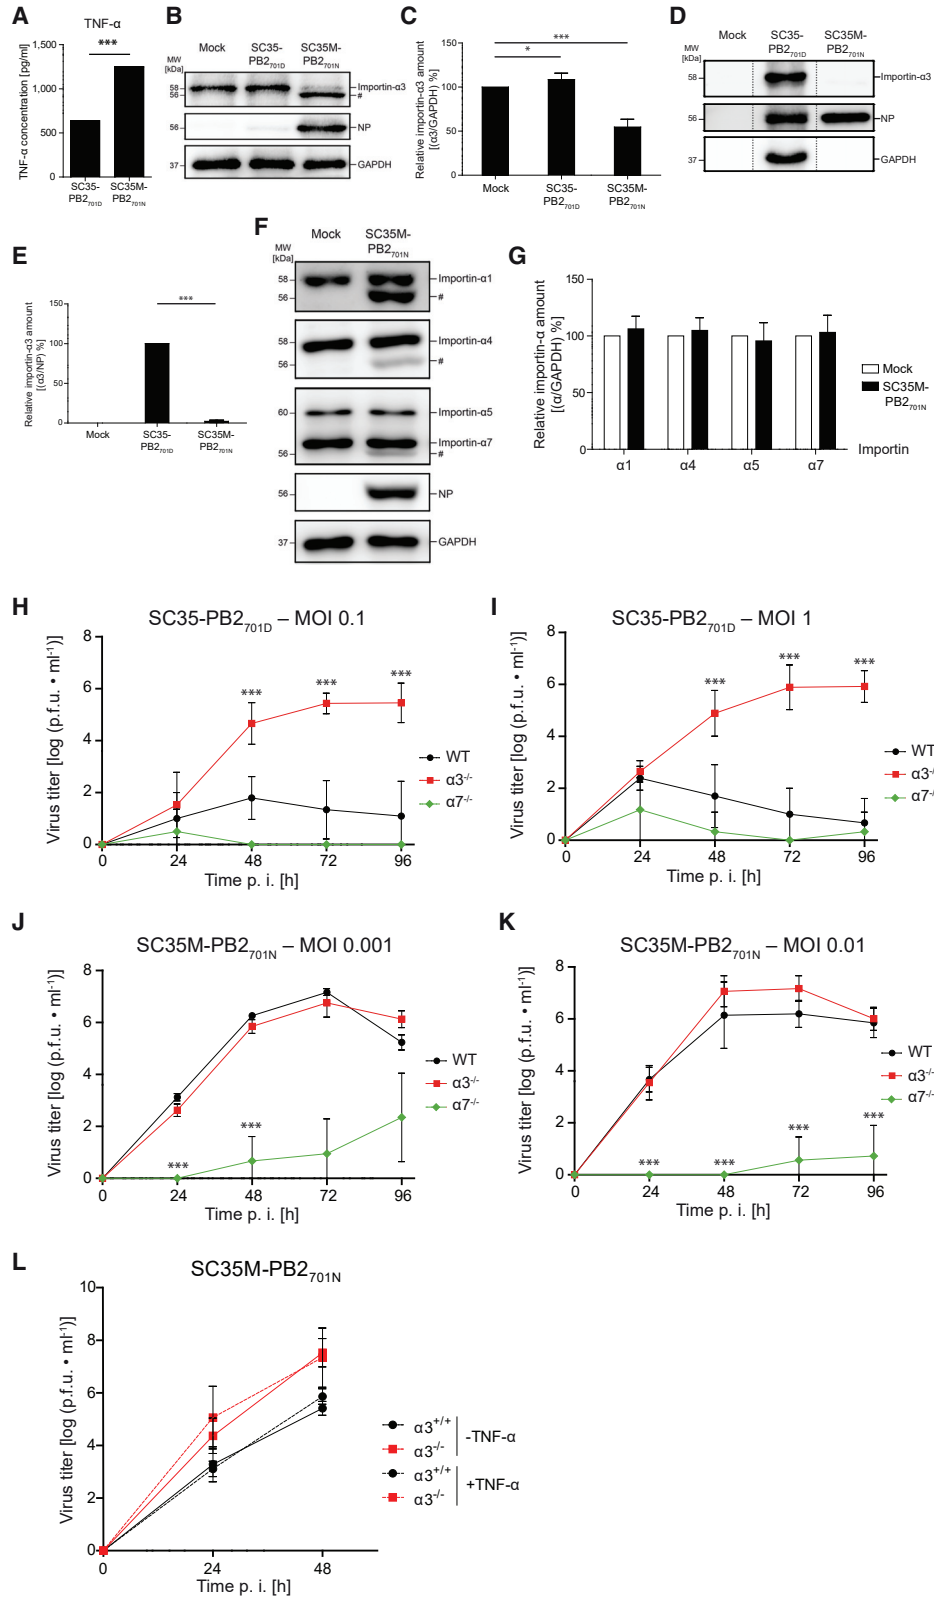 A
TNF-α
***
TNF-α concentration [pg/ml]
1,500
1,000
500
0
SC35-PB2701D
SC35M-PB2701N
B
MW [kDa]
Mock
SC35-PB2701D
SC35M-PB2701N
58
56
Importin-α3
#
56
NP
37
GAPDH
C
Relative importin-α3 amount [(α3/GAPDH) %]
150
100
50
0
***
*
Mock
SC35-PB2701D
SC35M-PB2701N
D
MW [kDa]
Mock
SC35-PB2701D
SC35M-PB2701N
58
Importin-α3
56
NP
37
GAPDH
E
Relative importin-α3 amount [(α3/NP) %]
150
100
50
0
***
Mock
SC35-PB2701D
SC35M-PB2701N
F
MW [kDa]
Mock
SC35M-PB2701N
58
Importin-α1
56
#
58
Importin-α4
56
#
60
Importin-α5
Importin-α7
56
#
56
NP
37
GAPDH
G
Relative importin-α amount [(α/GAPDH) %]
150
100
50
0
α1
α4
α5
α7
Importin
Mock
SC35M-PB2701N
H
SC35-PB2701D – MOI 0.1
Virus titer [log (p.f.u. • ml-1)]
8
6
4
2
0
***
***
***
0
24
48
72
96
Time p. i. [h]
WT
α3-/-
α7-/-
I
SC35-PB2701D – MOI 1
Virus titer [log (p.f.u. • ml-1)]
8
6
4
2
0
***
***
***
0
24
48
72
96
Time p. i. [h]
WT
α3-/-
α7-/-
J
SC35M-PB2701N – MOI 0.001
Virus titer [log (p.f.u. • ml-1)]
8
6
4
2
0
***
***
0
24
48
72
96
Time p. i. [h]
WT
α3-/-
α7-/-
K
SC35M-PB2701N – MOI 0.01
Virus titer [log (p.f.u. • ml-1)]
8
6
4
2
0
***
***
***
***
0
24
48
72
96
Time p. i. [h]
WT
α3-/-
α7-/-
L
SC35M-PB2701N
Virus titer [log (p.f.u. • ml-1)]
10
8
6
4
2
0
0
24
48
Time p. i. [h]
α3+/+
α3-/-
-TNF-α
α3+/+
α3-/-
+TNF-α